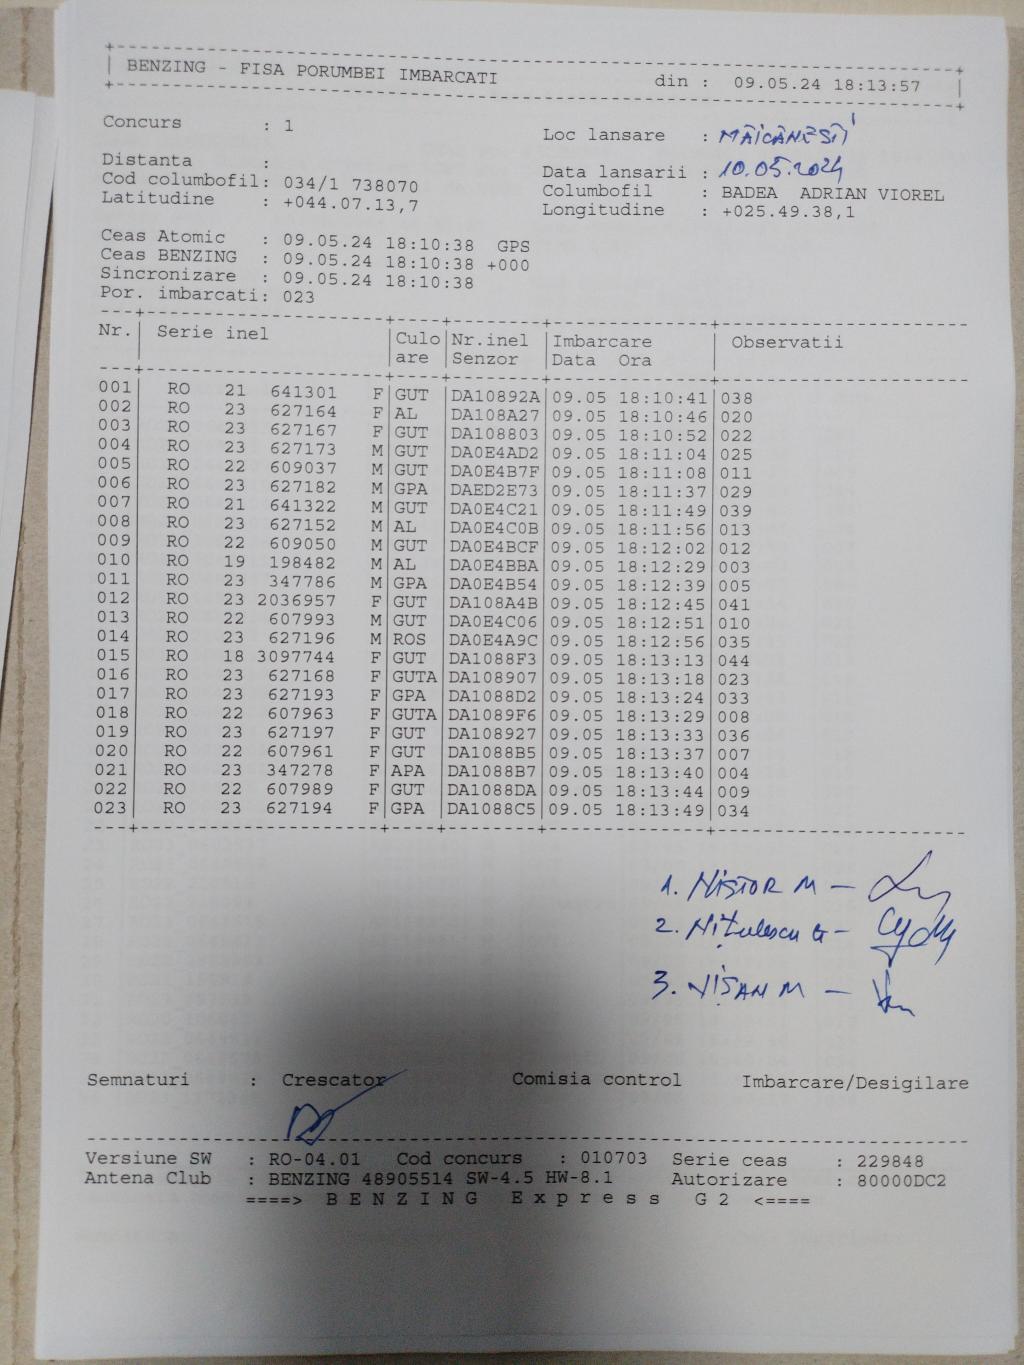 BENZING - FISA PORUMBEI IMBARCATI din : 09.05.24 18:13:57
Concurs : 1 Loc lansare : MĂICĂNEȘTI
Distanta : Data lansarii : 10.05.2024
Cod columbofil: 034/1 738070 Columbofil : BADEA ADRIAN VIOREL
Latitudine : +044.07.13,7 Longitudine : +025.49.38,1
Ceas Atomic : 09.05.24 18:10:38 GPS
Ceas BENZING : 09.05.24 18:10:38 +000
Sincronizare : 09.05.24 18:10:38
Por. imbarcati: 023
Nr. Serie inel Culo Nr.inel Imbarcare Observatii
are Senzor Data Ora
001 RO 21 641301 F GUT DA10892A 09.05 18:10:41 038
002 RO 23 627164 F AL DA108A27 09.05 18:10:46 020
003 RO 23 627167 F GUT DA108803 09.05 18:10:52 022
004 RO 23 627173 M GUT DA0E4AD2 09.05 18:11:04 025
005 RO 22 609037 M GUT DA0E4B7F 09.05 18:11:08 011
006 RO 23 627182 M GPA DAED2E73 09.05 18:11:37 029
007 RO 21 641322 M GUT DA0E4C21 09.05 18:11:49 039
008 RO 23 627152 M AL DA0E4C0B 09.05 18:11:56 013
009 RO 22 609050 M GUT DA0E4BCF 09.05 18:12:02 012
010 RO 19 198482 M AL DA0E4BBA 09.05 18:12:29 003
011 RO 23 347786 M GPA DA0E4B54 09.05 18:12:39 005
012 RO 23 2036957 F GUT DA108A4B 09.05 18:12:45 041
013 RO 22 607993 M GUT DA0E4C06 09.05 18:12:51 010
014 RO 23 627196 M ROS DA0E4A9C 09.05 18:12:56 035
015 RO 18 3097744 F GUT DA1088F3 09.05 18:13:13 044
016 RO 23 627168 F GUTA DA108907 09.05 18:13:18 023
017 RO 23 627193 F GPA DA1088D2 09.05 18:13:24 033
018 RO 22 607963 F GUTA DA1089F6 09.05 18:13:29 008
019 RO 23 627197 F GUT DA108927 09.05 18:13:33 036
020 RO 22 607961 F GUT DA1088B5 09.05 18:13:37 007
021 RO 23 347278 F APA DA1088B7 09.05 18:13:40 004
022 RO 22 607989 F GUT DA1088DA 09.05 18:13:44 009
023 RO 23 627194 F GPA DA1088C5 09.05 18:13:49 034
1. NISTOR M –
2. Nițulescu G –
3. NIȘAN M –
Semnaturi : Crescator Comisia control Imbarcare/Desigilare
Versiune SW : RO-04.01 Cod concurs : 010703 Serie ceas : 229848
Antena Club : BENZING 48905514 SW-4.5 HW-8.1 Autorizare : 80000DC2
====> B E N Z I N G E x p r e s s G 2 <====